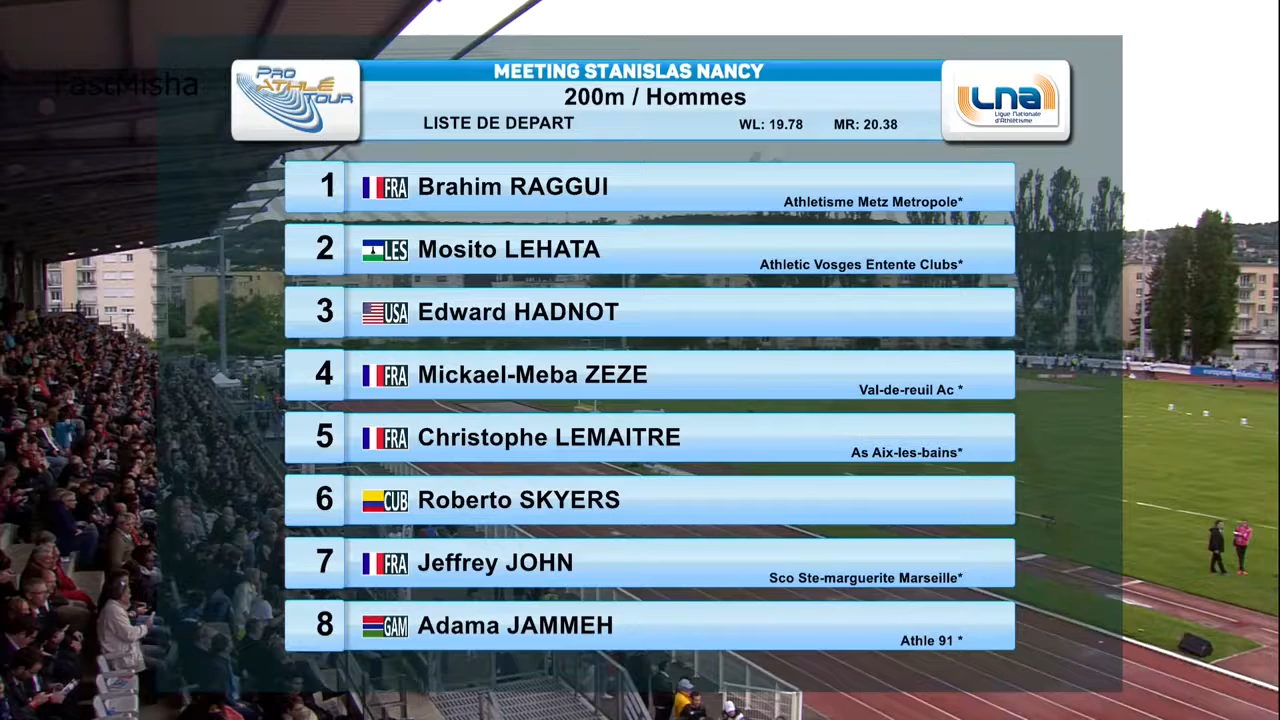 FastMisha
PRO
ATHLÉ
TOUR
MEETING STANISLAS NANCY
200m / Hommes
LISTE DE DEPART
WL: 19.78
MR: 20.38
LNA
Ligue Nationale
d'Athlétisme
1 FRA Brahim RAGGUI
Athletisme Metz Metropole*
2 LES Mosito LEHATA
Athletic Vosges Entente Clubs*
3 USA Edward HADNOT
4 FRA Mickael-Meba ZEZE
Val-de-reuil Ac *
5 FRA Christophe LEMAITRE
As Aix-les-bains*
6 CUB Roberto SKYERS
7 FRA Jeffrey JOHN
Sco Ste-marguerite Marseille*
8 GAM Adama JAMMEH
Athle 91 *